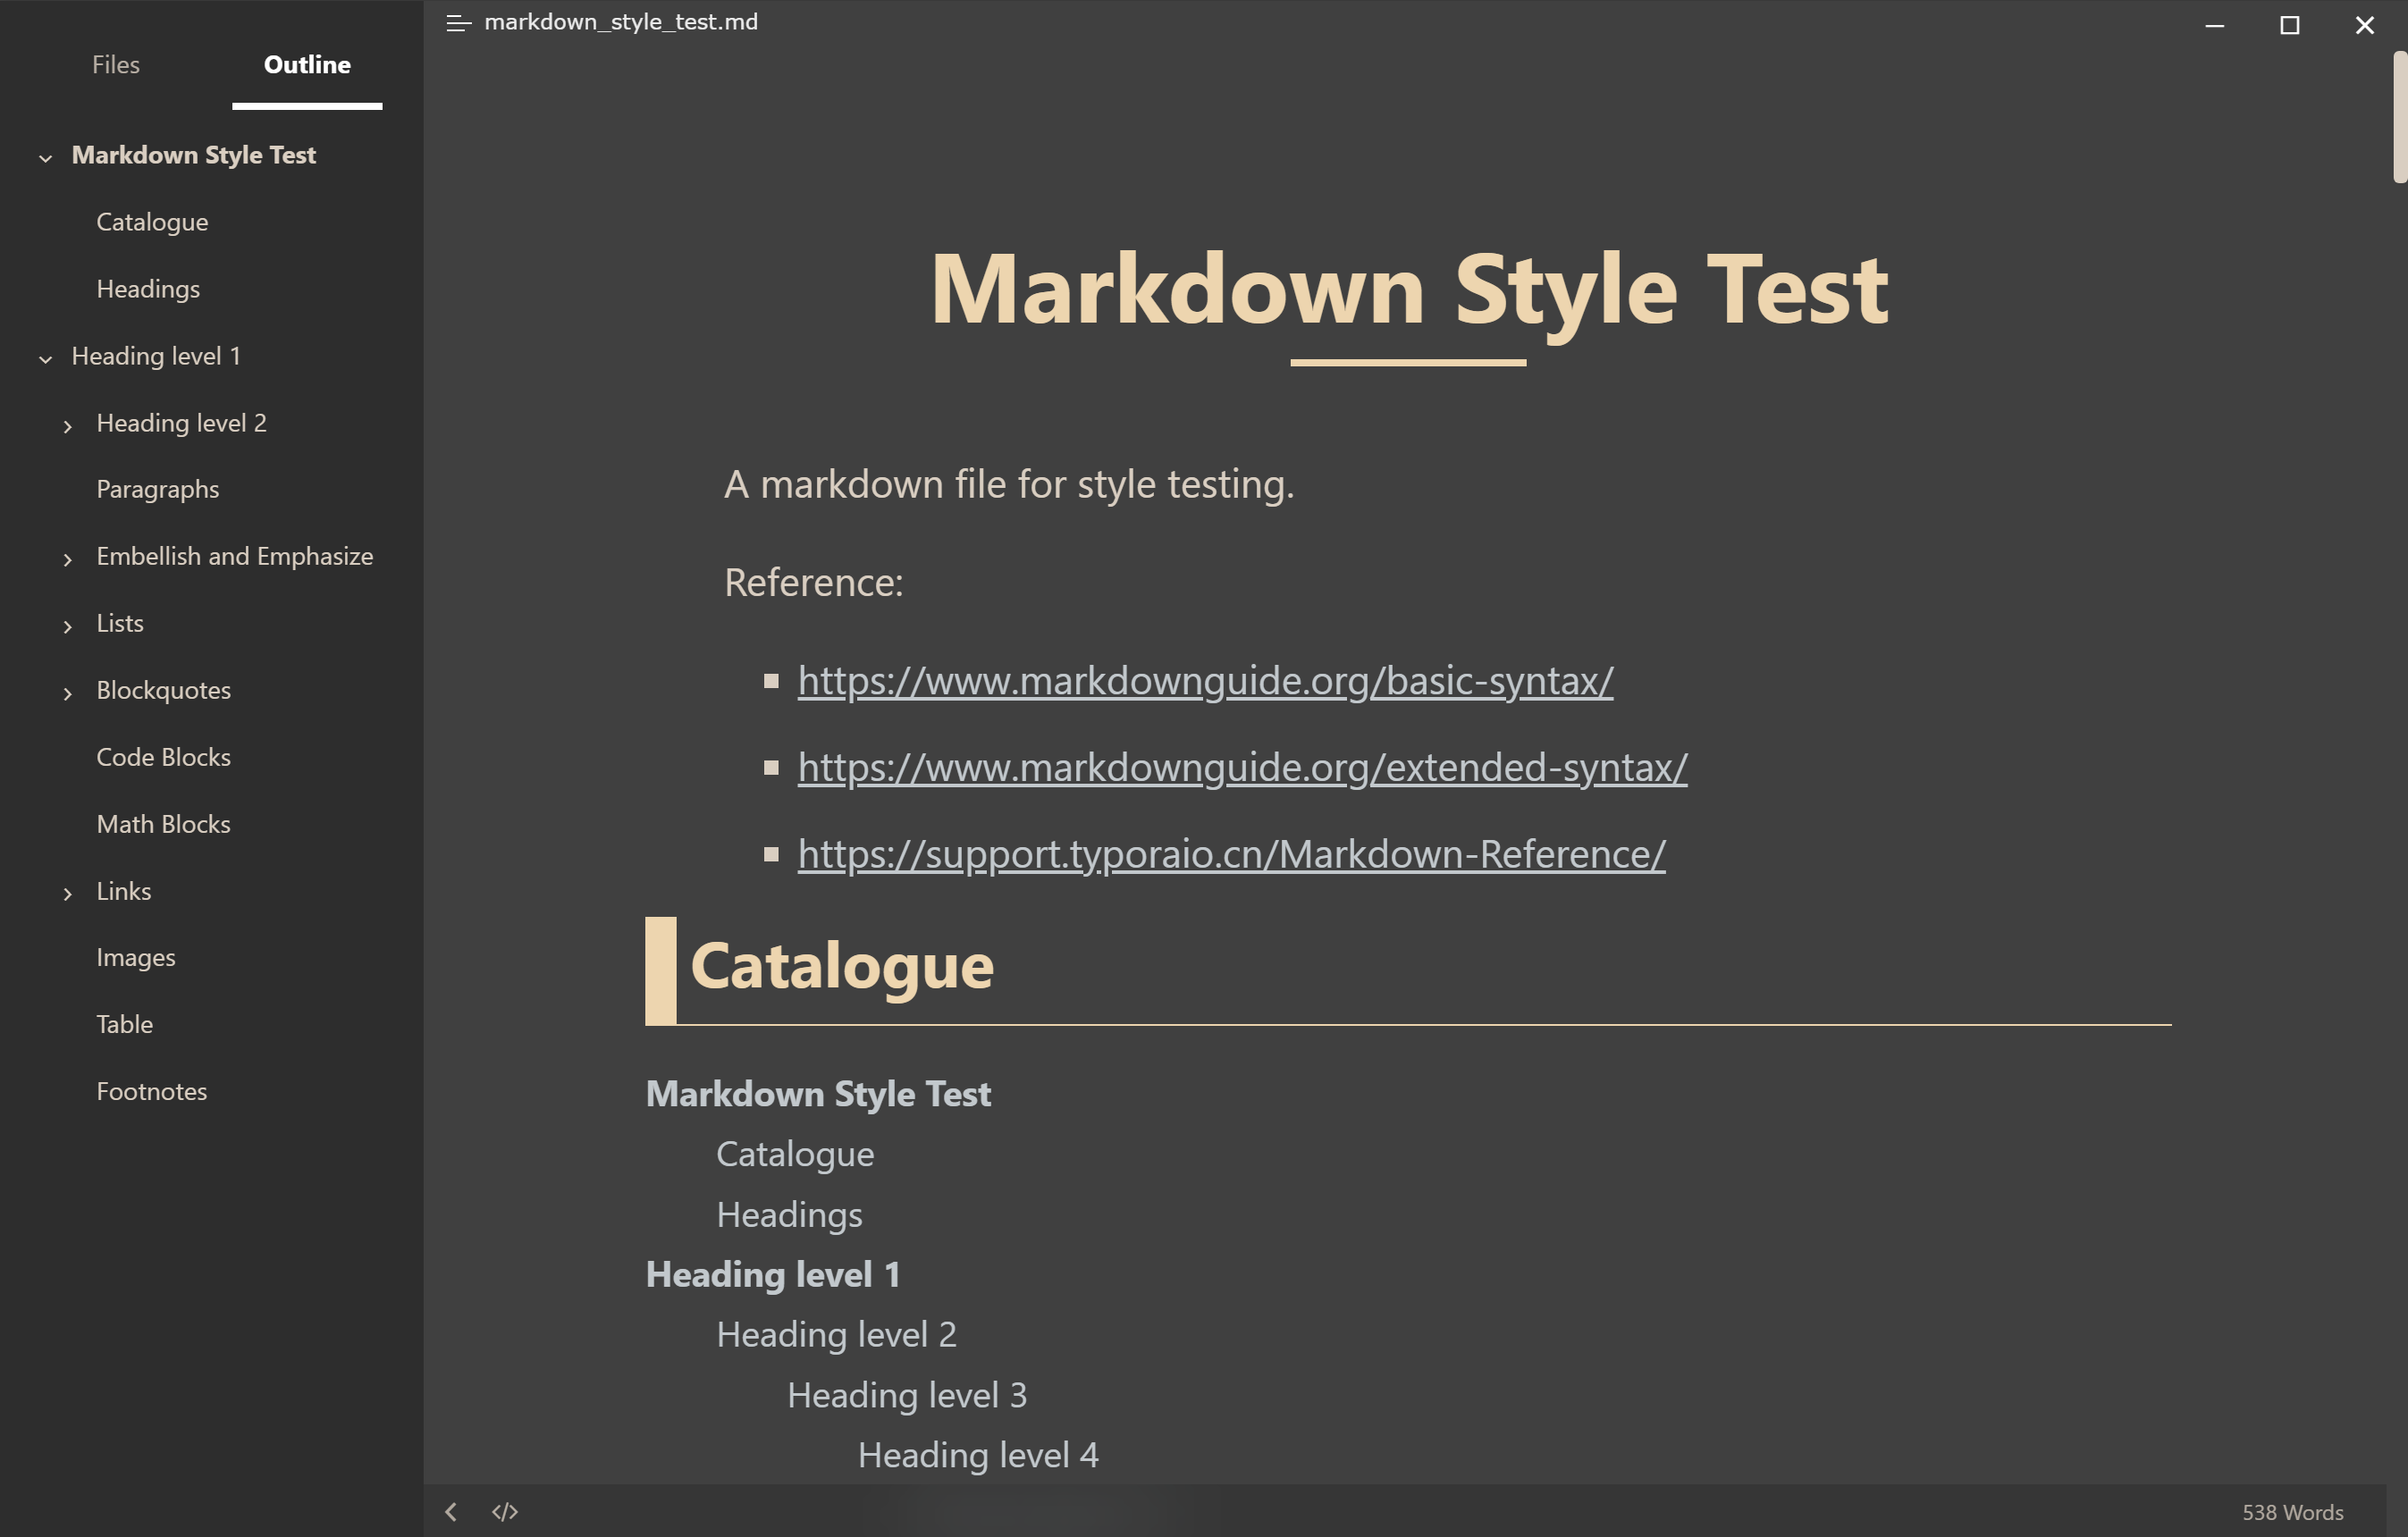 Files
Outline
Markdown Style Test
Catalogue
Headings
Heading level 1
Heading level 2
Paragraphs
Embellish and Emphasize
Lists
Blockquotes
Code Blocks
Math Blocks
Links
Images
Table
Footnotes
markdown_style_test.md
Markdown Style Test
A markdown file for style testing.
Reference:
https://www.markdownguide.org/basic-syntax/
https://www.markdownguide.org/extended-syntax/
https://support.typoraio.cn/Markdown-Reference/
Catalogue
Markdown Style Test
Catalogue
Headings
Heading level 1
Heading level 2
Heading level 3
Heading level 4
538 Words